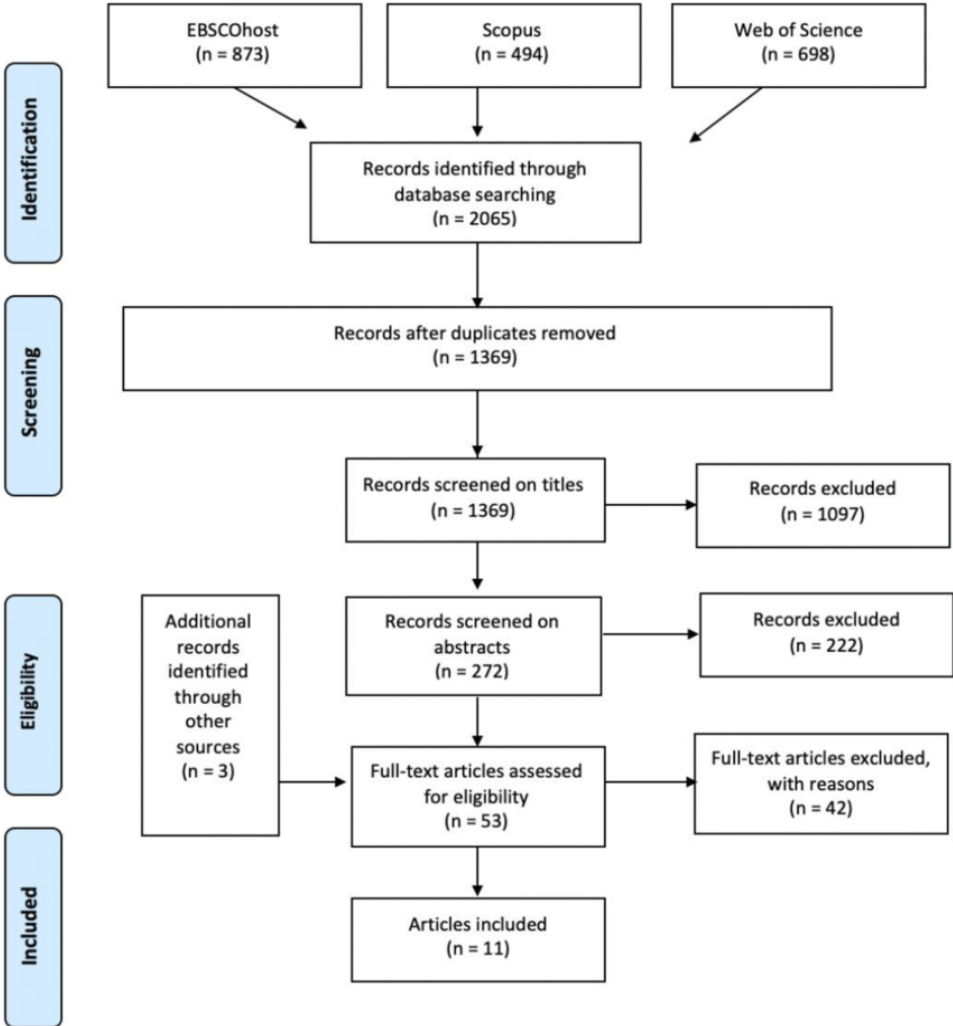 EBSCOhost
(n = 873)
Scopus
(n = 494)
Web of Science
(n = 698)
Identification
Records identified through
database searching
(n = 2065)
Screening
Records after duplicates removed
(n = 1369)
Records screened on titles
(n = 1369)
Records excluded
(n = 1097)
Eligibility
Additional
records
identified
through
other
sources
(n = 3)
Records screened on
abstracts
(n = 272)
Records excluded
(n = 222)
Full-text articles assessed
for eligibility
(n = 53)
Full-text articles excluded,
with reasons
(n = 42)
Included
Articles included
(n = 11)